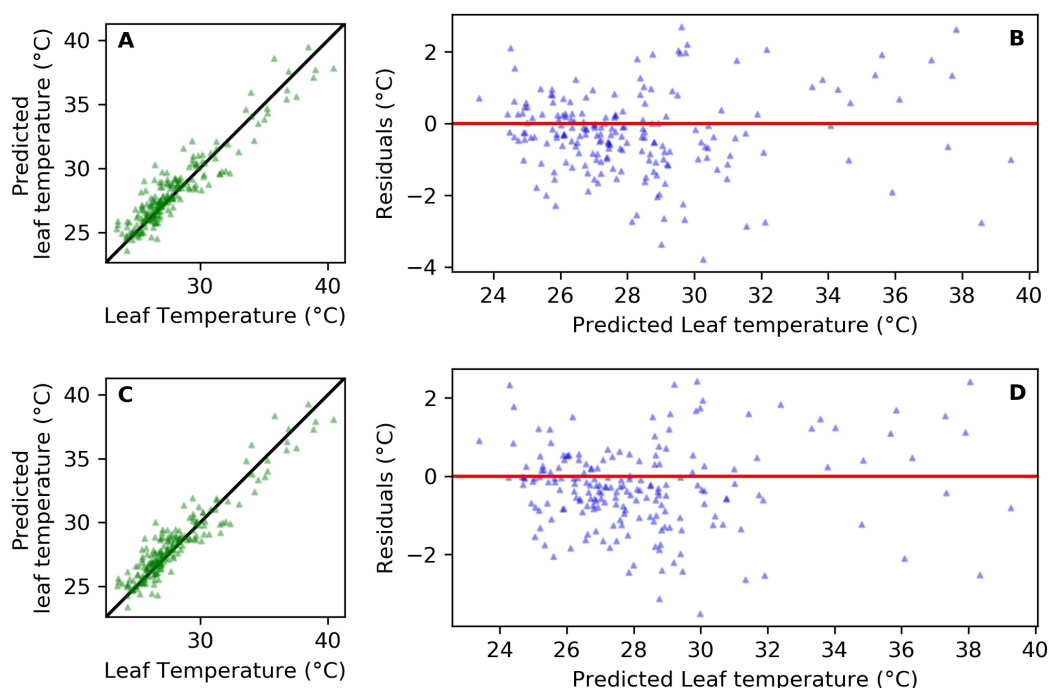 A
Predicted
leaf temperature (°C)
40
35
30
25
30
40
Leaf Temperature (°C)
B
Residuals (°C)
2
0
−2
−4
24
26
28
30
32
34
36
38
40
Predicted Leaf temperature (°C)
C
Predicted
leaf temperature (°C)
40
35
30
25
30
40
Leaf Temperature (°C)
D
Residuals (°C)
2
0
−2
24
26
28
30
32
34
36
38
40
Predicted Leaf temperature (°C)